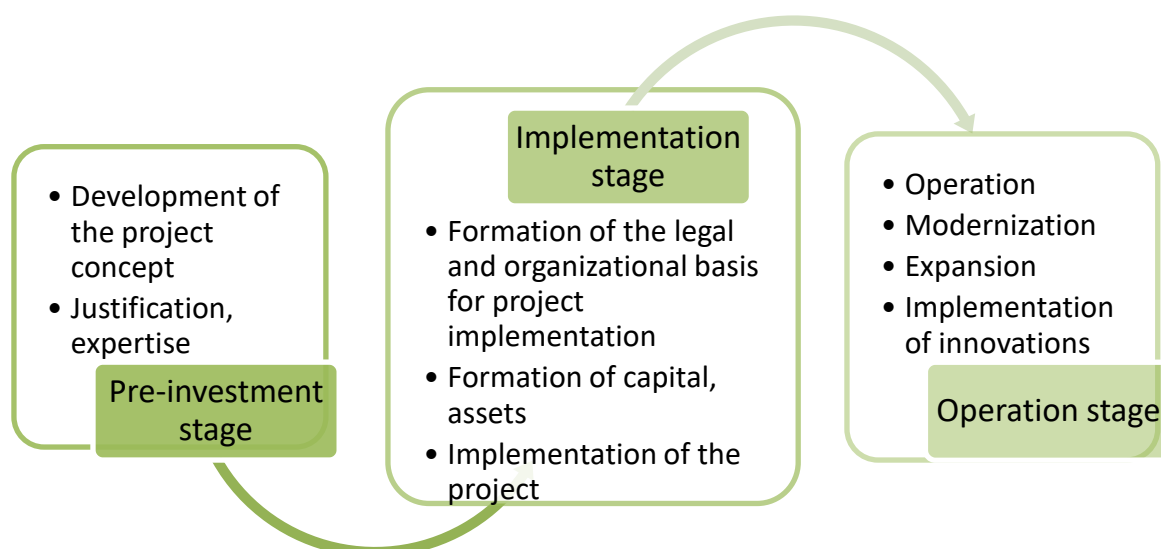 • Development of
the project
concept
• Justification,
expertise
Pre-investment
stage
Implementation
stage
• Formation of the legal
and organizational basis
for project
implementation
• Formation of capital,
assets
• Implementation of the
project
• Operation
• Modernization
• Expansion
• Implementation
of innovations
Operation stage